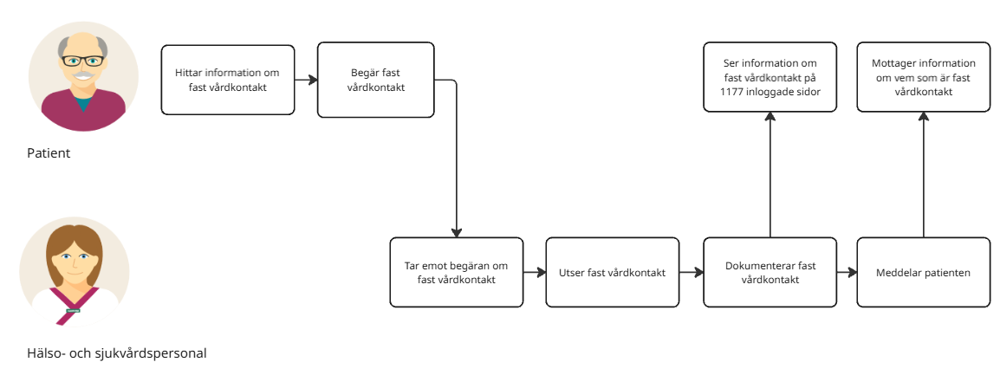 Hittar information om
fast vårdkontakt
Begär fast
vårdkontakt
Ser information om
fast vårdkontakt på
1177 inloggade sidor
Mottager information
om vem som är fast
vårdkontakt
Patient
Tar emot begäran om
fast vårdkontakt
Utser fast vårdkontakt
Dokumenterar fast
vårdkontakt
Meddelar patienten
Hälso- och sjukvårdspersonal